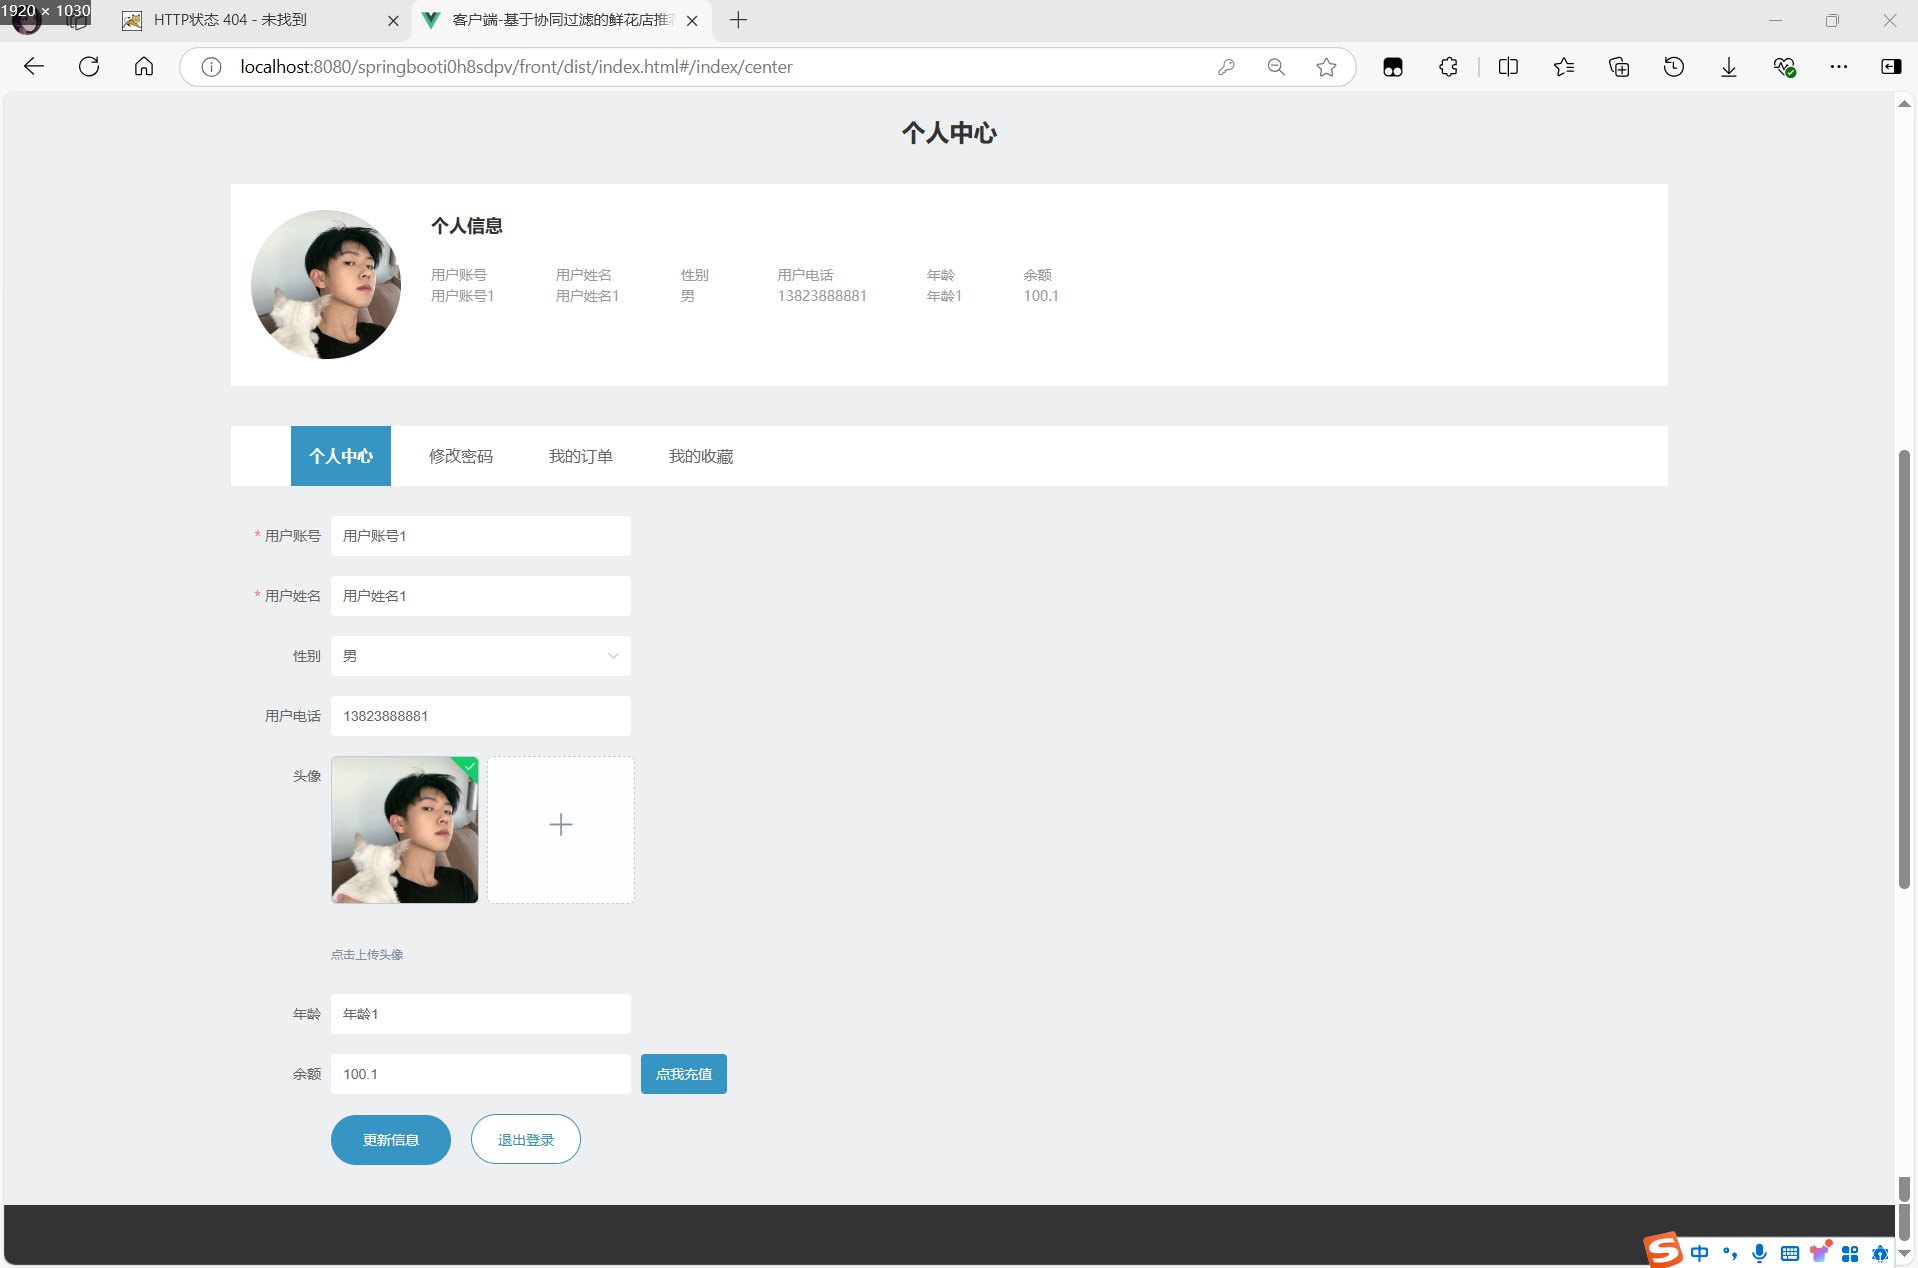 1920 × 1030
HTTP状态 404 - 未找到
客户端-基于协同过滤的鲜花店推荐
localhost:8080/springbooti0h8sdpv/front/dist/index.html#/index/center
个人中心
个人信息
用户账号 用户姓名 性别 用户电话 年龄 余额
用户账号1 用户姓名1 男 13823888881 年龄1 100.1
个人中心 修改密码 我的订单 我的收藏
* 用户账号 用户账号1
* 用户姓名 用户姓名1
性别 男
用户电话 13823888881
头像
点击上传头像
年龄 年龄1
余额 100.1 点我充值
更新信息 退出登录
S 中